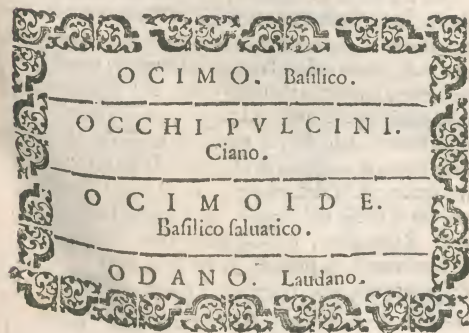 OCIMO. Baſilico.
OCCHI PVLCINI.
Ciano.
OCIMOIDE.
Baſilico ſaluatico.
ODANO. Laudano.